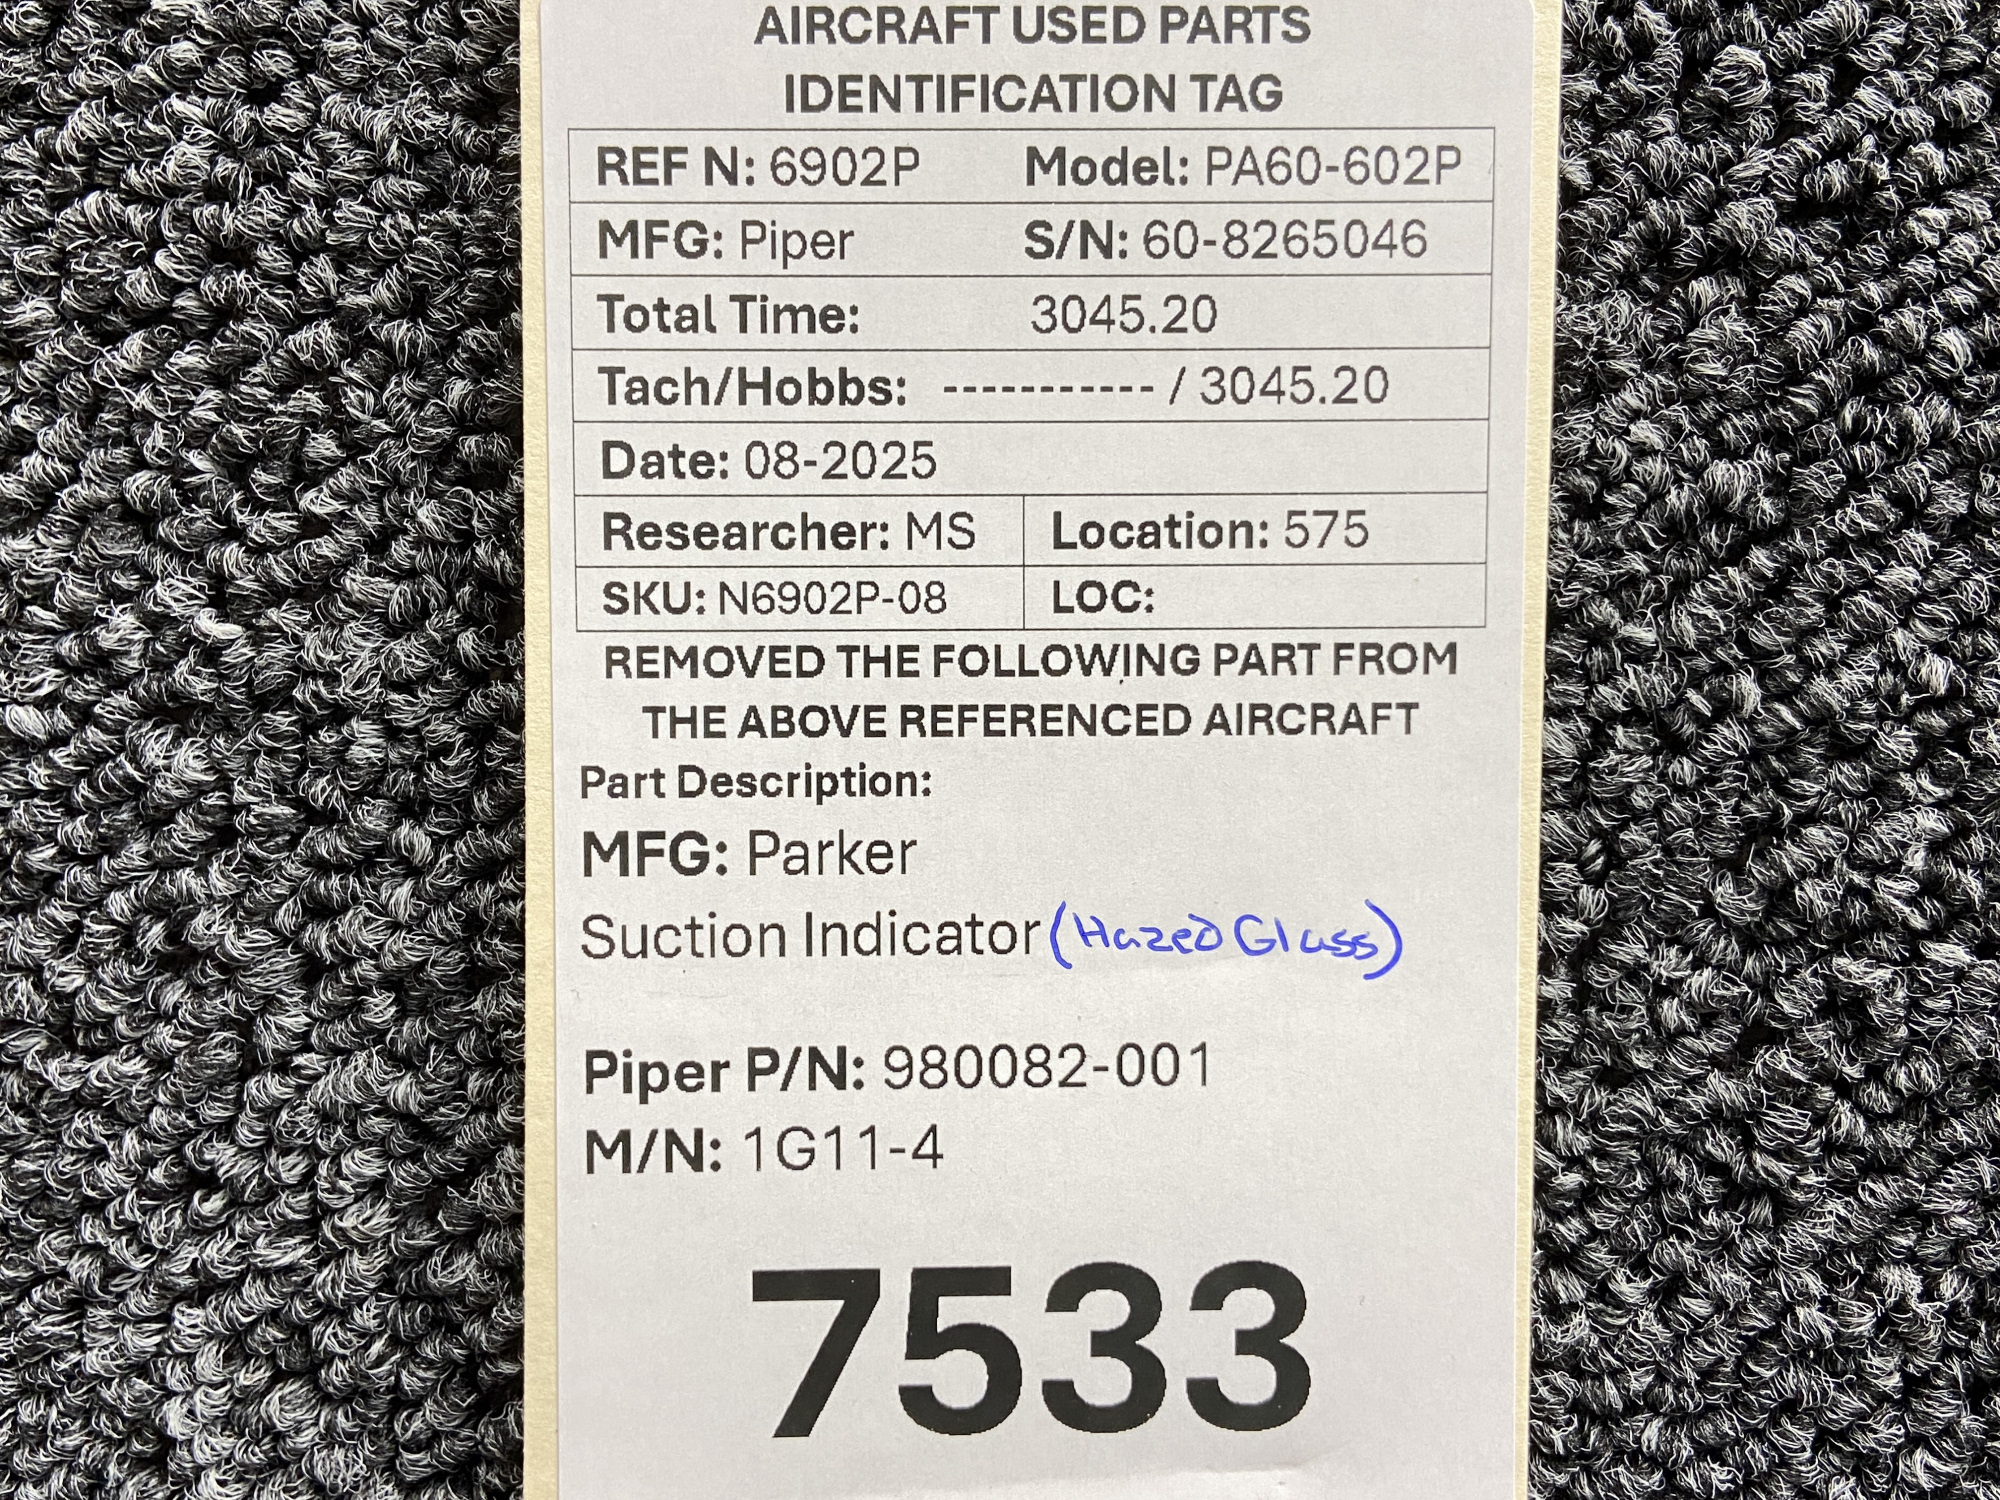 AIRCRAFT USED PARTS
IDENTIFICATION TAG
REF N: 6902P Model: PA60-602P
MFG: Piper S/N: 60-8265046
Total Time: 3045.20
Tach/Hobbs: ----------- / 3045.20
Date: 08-2025
Researcher: MS Location: 575
SKU: N6902P-08 LOC:
REMOVED THE FOLLOWING PART FROM
THE ABOVE REFERENCED AIRCRAFT
Part Description:
MFG: Parker
Suction Indicator (Hazed Glass)
Piper P/N: 980082-001
M/N: 1G11-4
7533